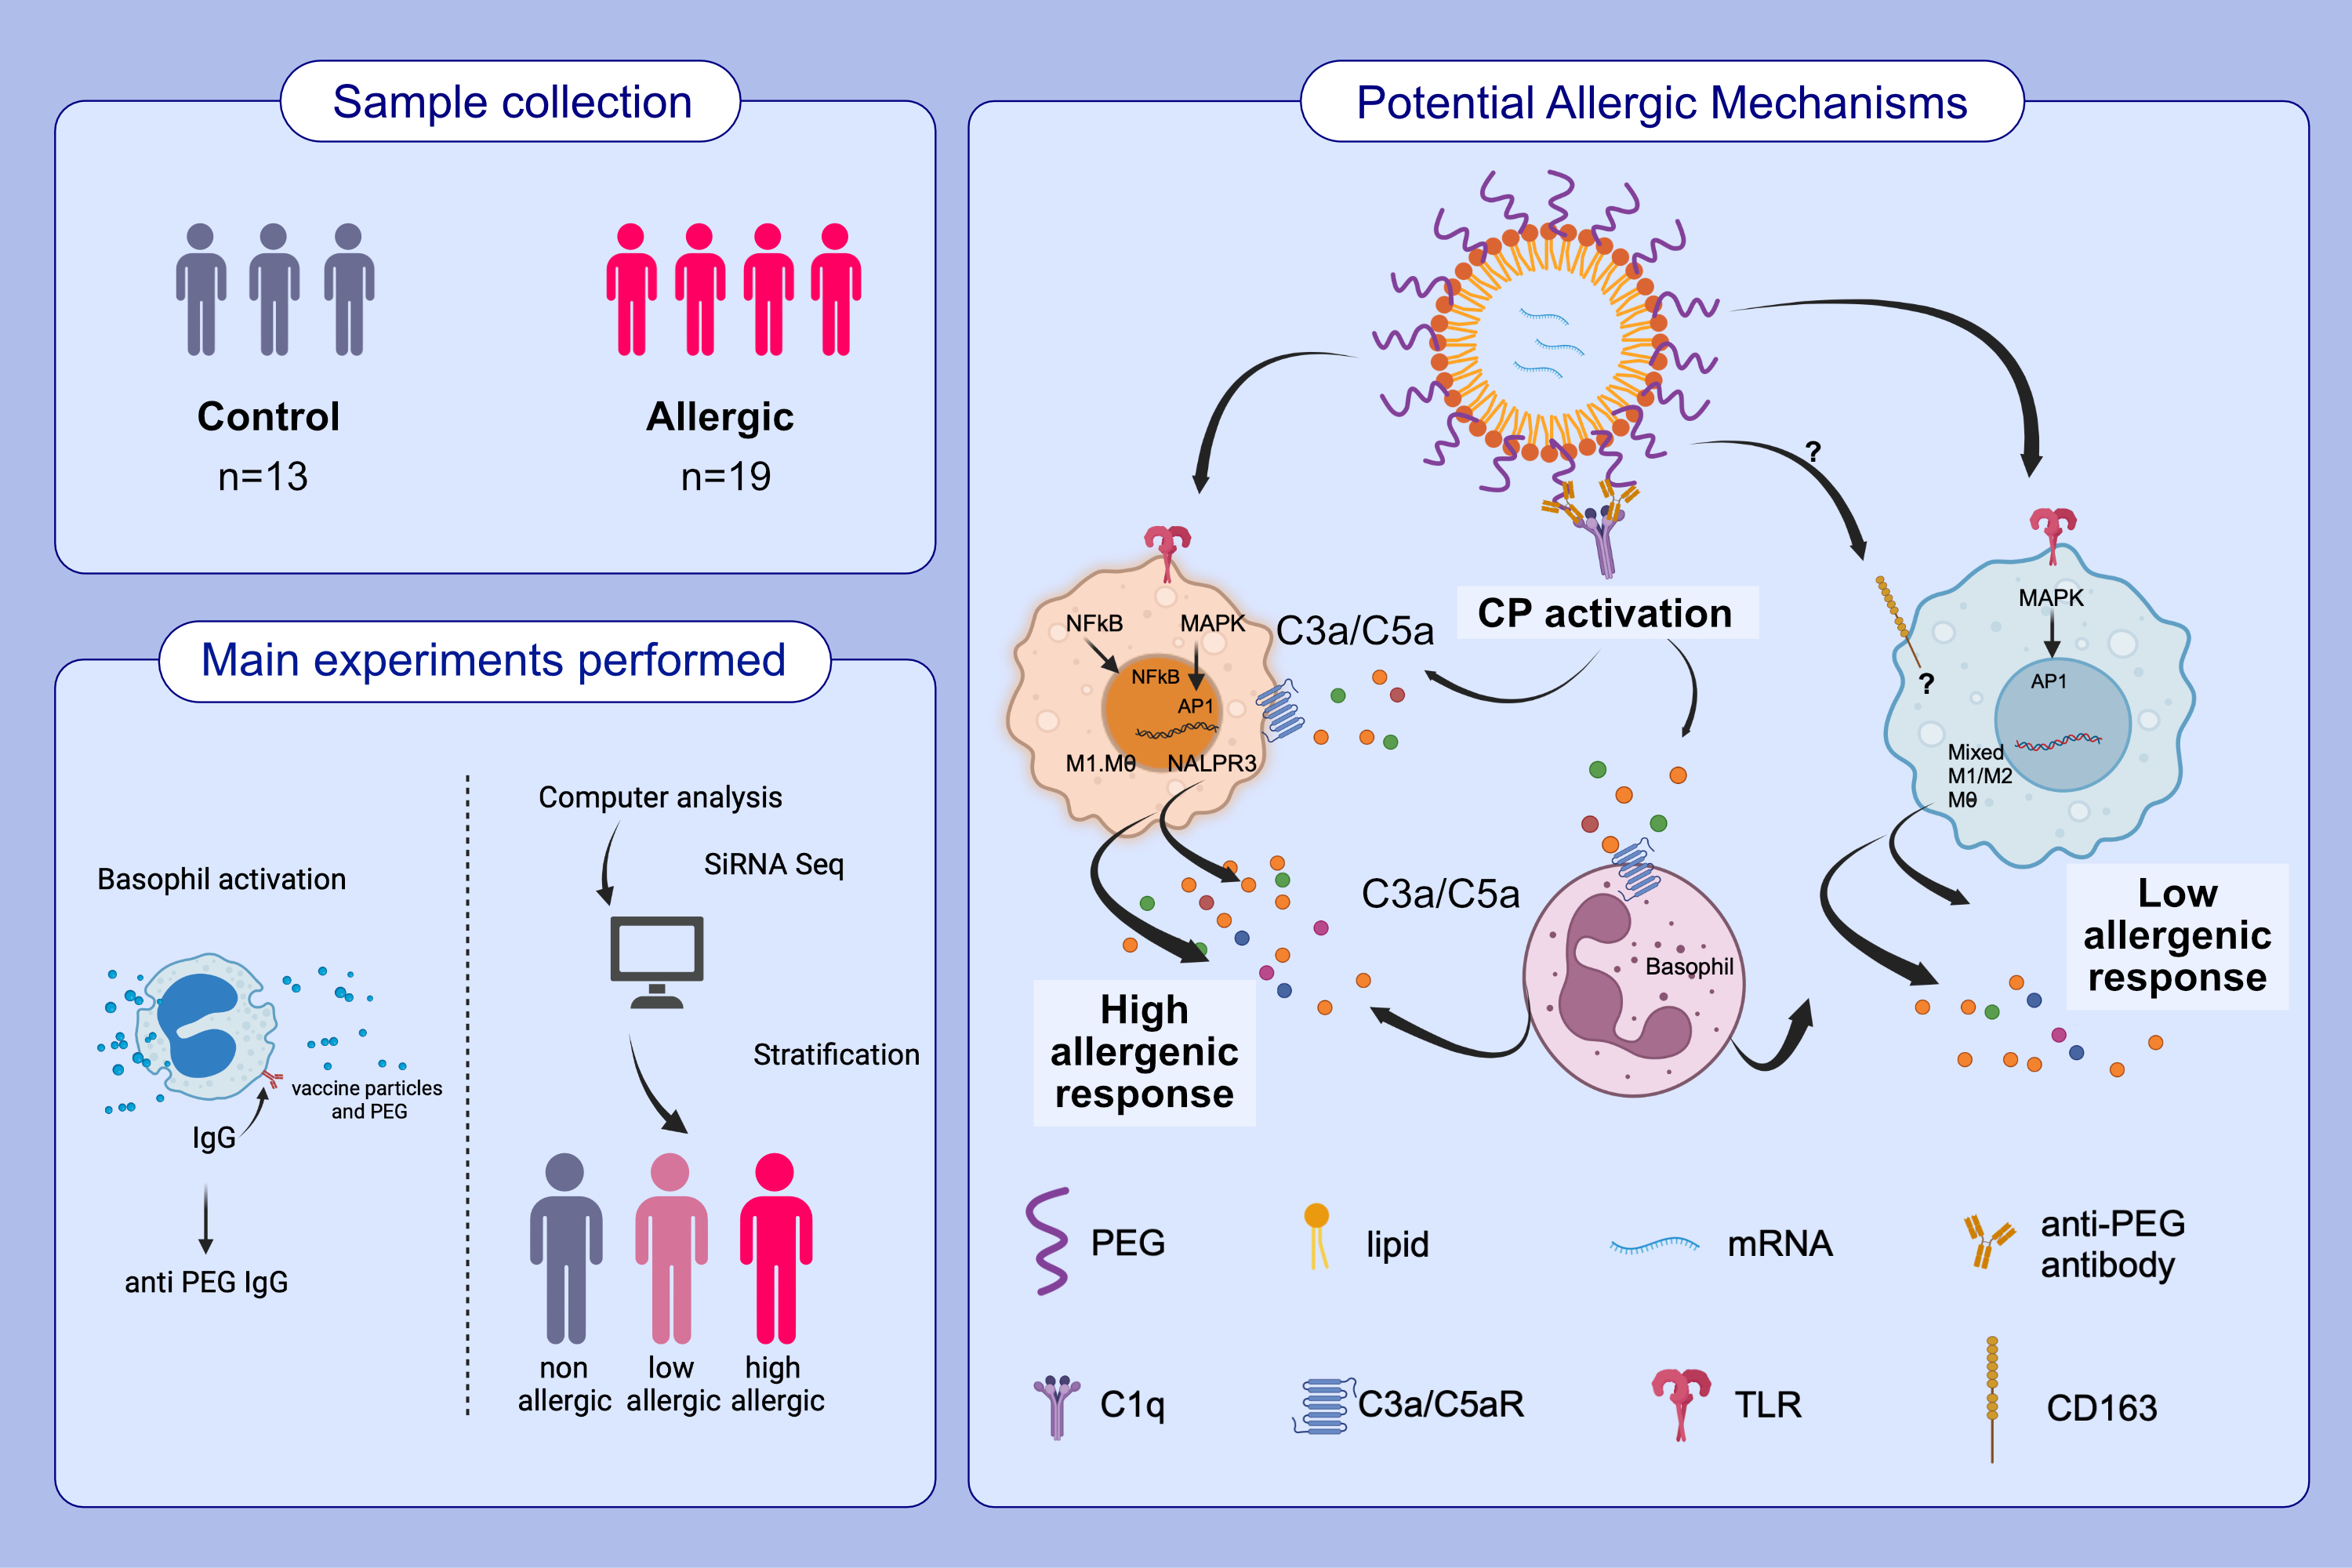 Sample collection
Control
n=13
Allergic
n=19
Main experiments performed
Basophil activation
vaccine particles
and PEG
IgG
anti PEG IgG
Computer analysis
SiRNA Seq
Stratification
non
allergic
low
allergic
high
allergic
Potential Allergic Mechanisms
?
NFkB
MAPK
NFkB
AP1
M1.Mθ
NALPR3
C3a/C5a
CP activation
MAPK
AP1
?
Mixed
M1/M2
Mθ
C3a/C5a
Basophil
High
allergenic
response
Low
allergenic
response
PEG
lipid
mRNA
anti-PEG
antibody
C1q
C3a/C5aR
TLR
CD163